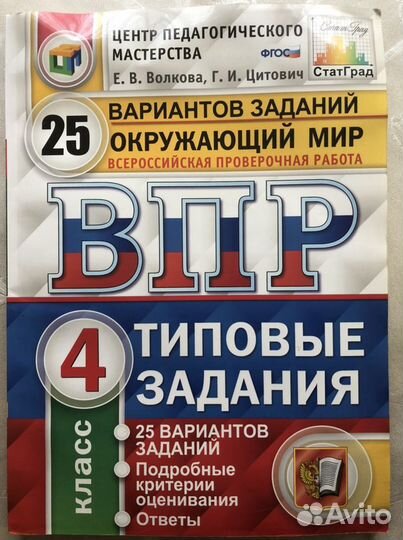 ЦЕНТР ПЕДАГОГИЧЕСКОГО
МАСТЕРСТВА
ФГОС
СтатГрад
СтатГрад
Е. В. Волкова, Г. И. Цитович
25
ВАРИАНТОВ ЗАДАНИЙ
ОКРУЖАЮЩИЙ МИР
ВСЕРОССИЙСКАЯ ПРОВЕРОЧНАЯ РАБОТА
ВПР
4
класс
ТИПОВЫЕ
ЗАДАНИЯ
25 ВАРИАНТОВ
ЗАДАНИЙ
Подробные
критерии
оценивания
Ответы
Avito